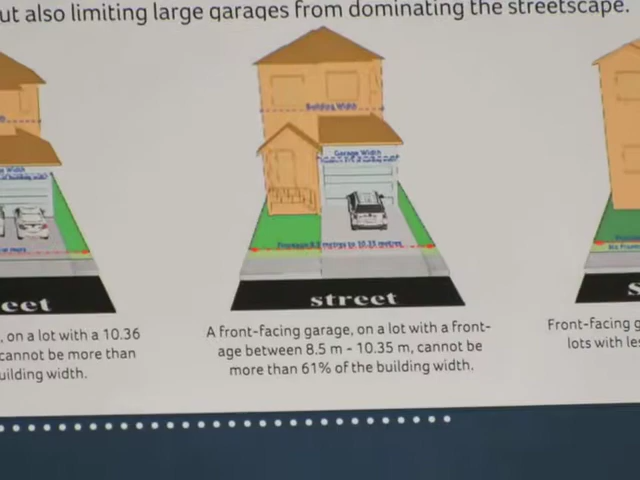 ut also limiting large garages from dominating the streetscape.
Building Width
Garage Width
Frontage 8.5 metres to 10.35 metres
eet
street
s
, on a lot with a 10.36
cannot be more than
uilding width.
A front-facing garage, on a lot with a front-
age between 8.5 m - 10.35 m, cannot be
more than 61% of the building width.
Front-facing g
lots with les